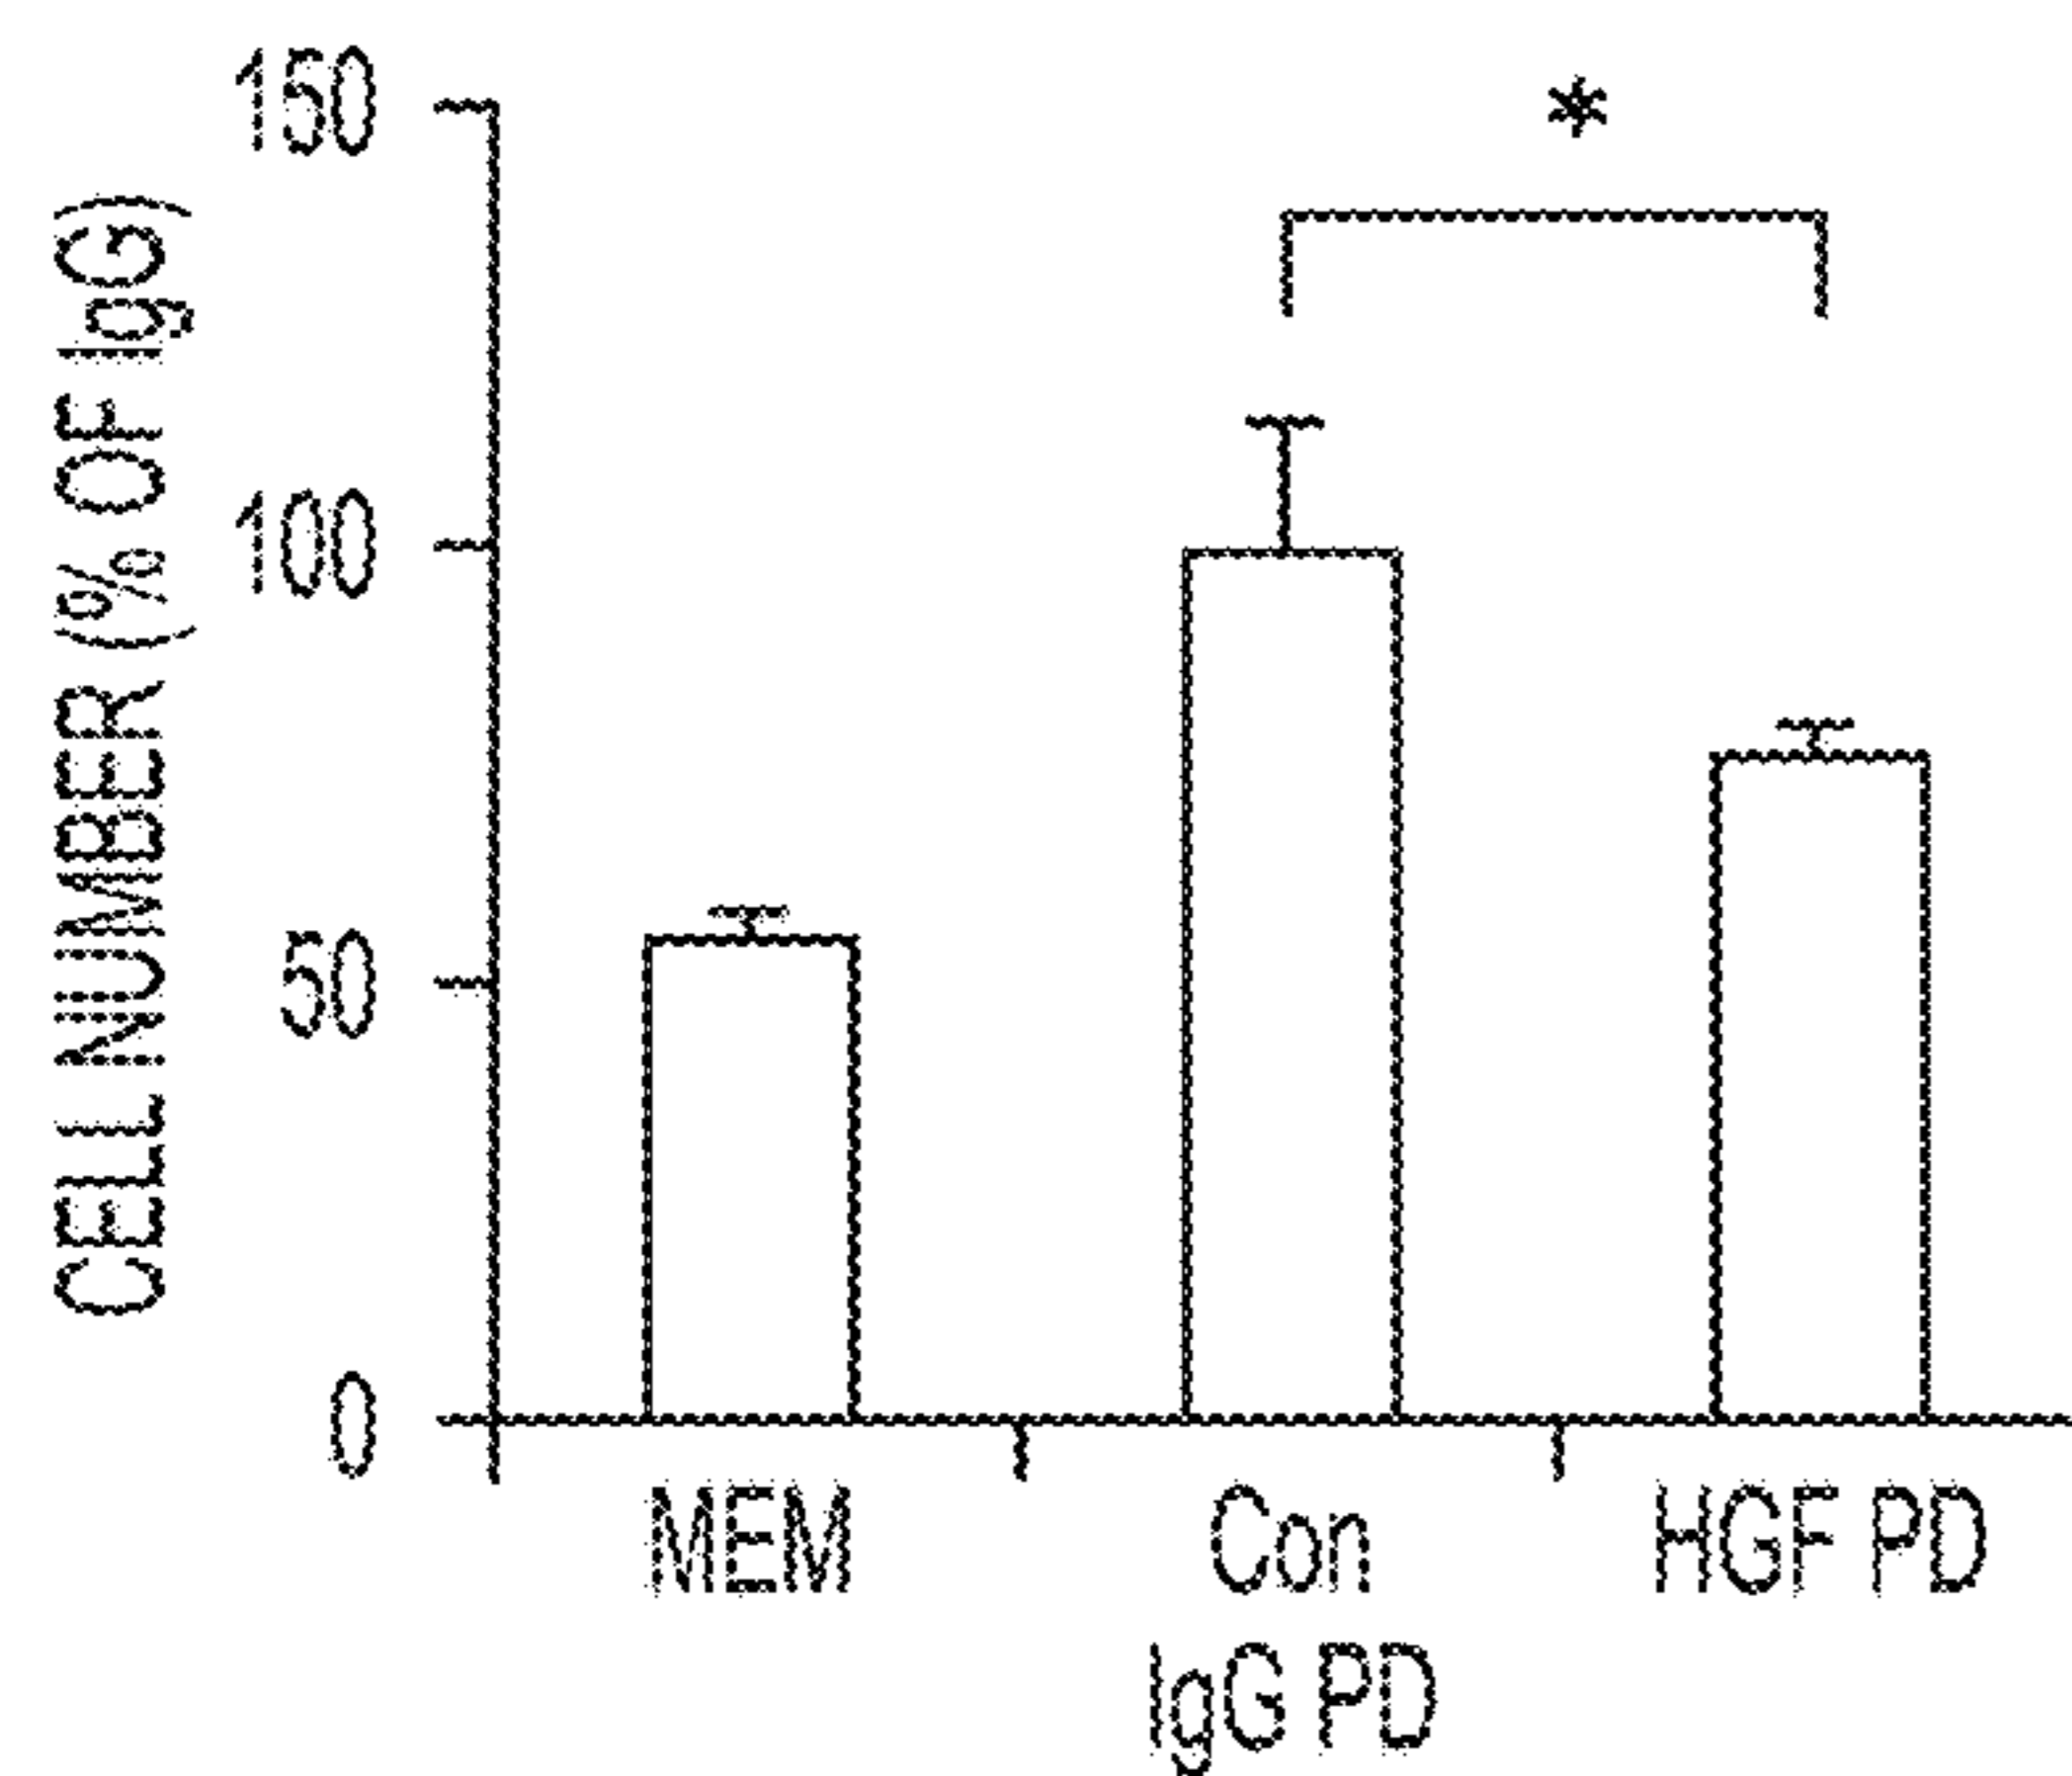 CELL NUMBER (% OF IgG)
150
100
50
0
*
MEM
Con
IgG PD
HGF PD